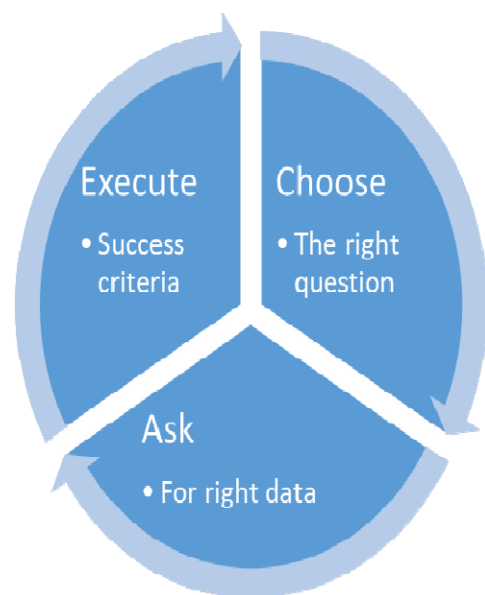 Execute
• Success
criteria
Choose
• The right
question
Ask
• For right data